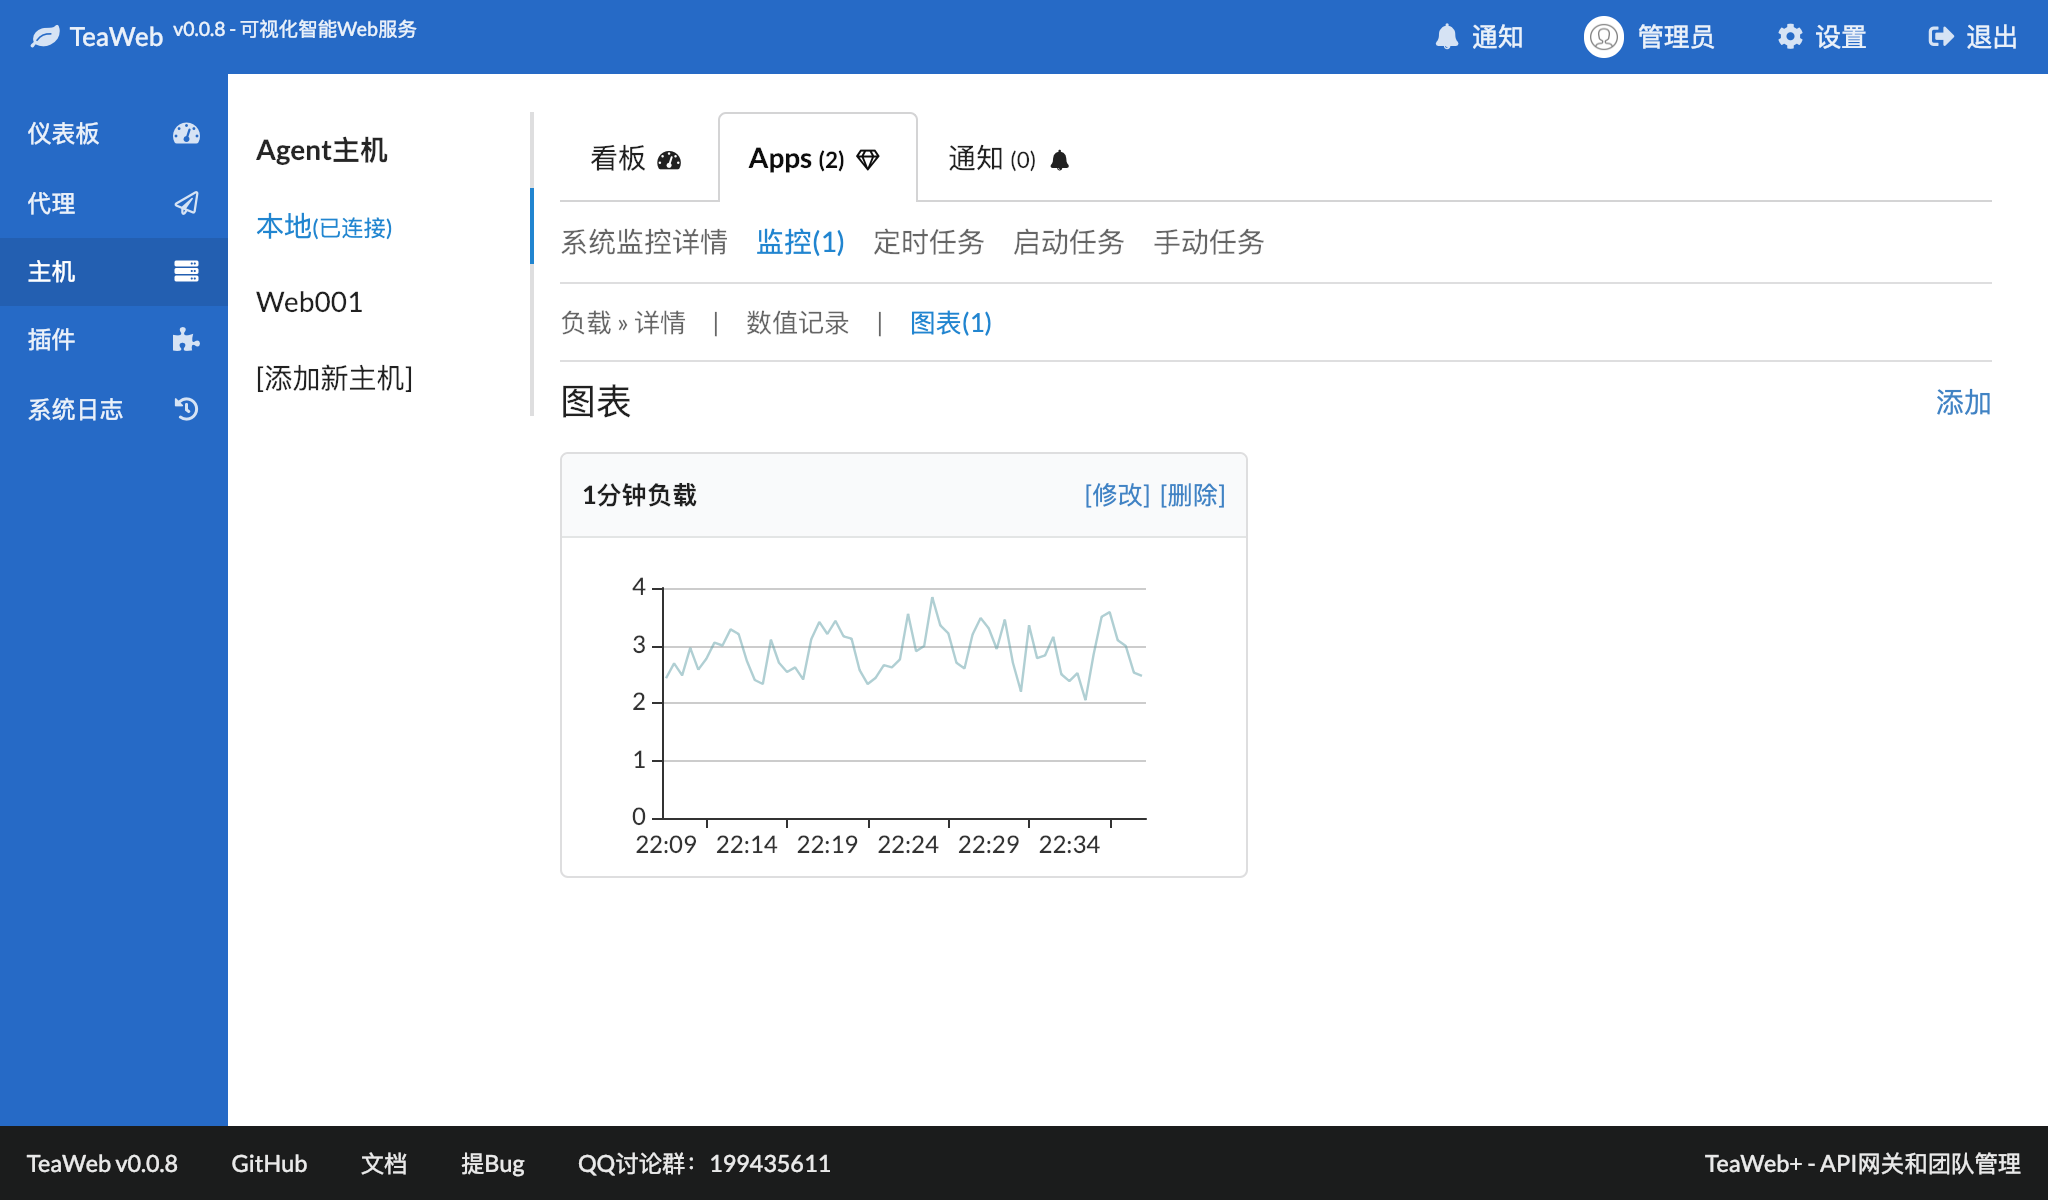 TeaWeb v0.0.8 - 可视化智能Web服务
通知 管理员 设置 退出
仪表板
代理
主机
插件
系统日志
Agent主机
本地(已连接)
Web001
[添加新主机]
看板 Apps (2) 通知 (0)
系统监控详情 监控(1) 定时任务 启动任务 手动任务
负载 » 详情 | 数值记录 | 图表(1)
图表 添加
1分钟负载 [修改] [删除]
4
3
2
1
0
22:09 22:14 22:19 22:24 22:29 22:34
TeaWeb v0.0.8 GitHub 文档 提Bug QQ讨论群：199435611 TeaWeb+ - API网关和团队管理